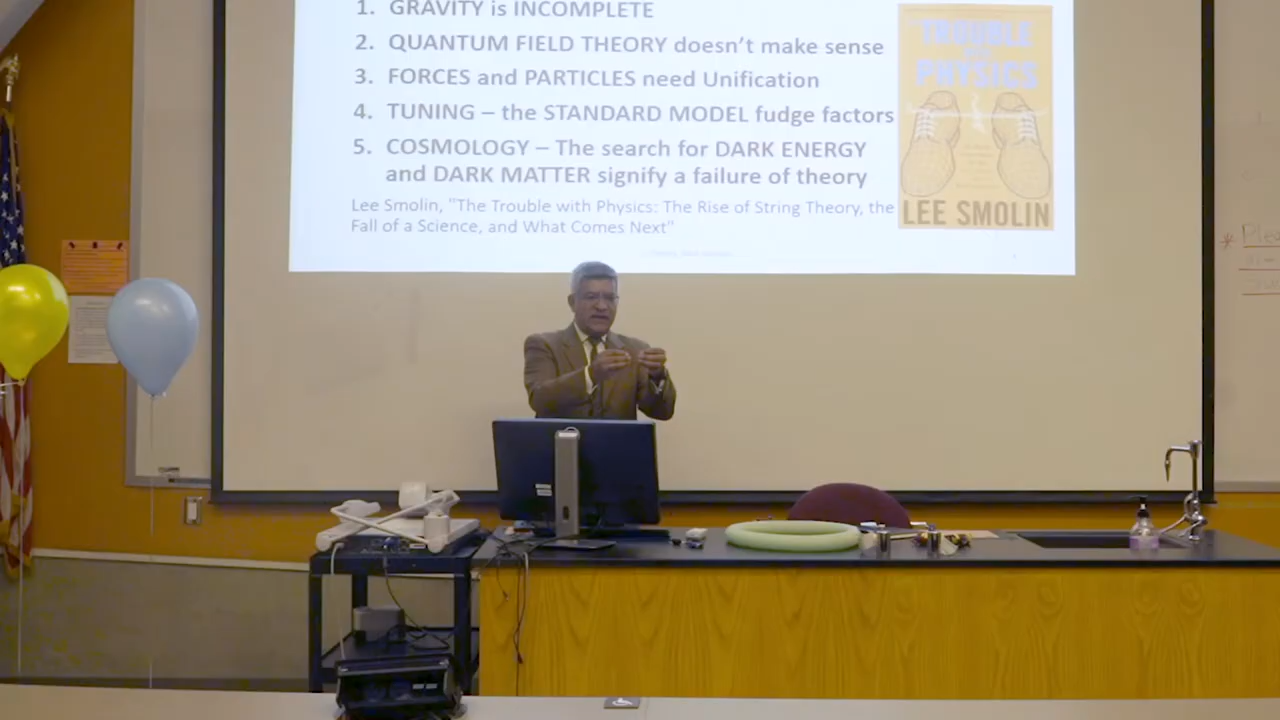 1. GRAVITY is INCOMPLETE
2. QUANTUM FIELD THEORY doesn't make sense
3. FORCES and PARTICLES need Unification
4. TUNING – the STANDARD MODEL fudge factors
5. COSMOLOGY – The search for DARK ENERGY
and DARK MATTER signify a failure of theory
Lee Smolin, "The Trouble with Physics: The Rise of String Theory, the
Fall of a Science, and What Comes Next"
TROUBLE
PHYSICS
LEE SMOLIN